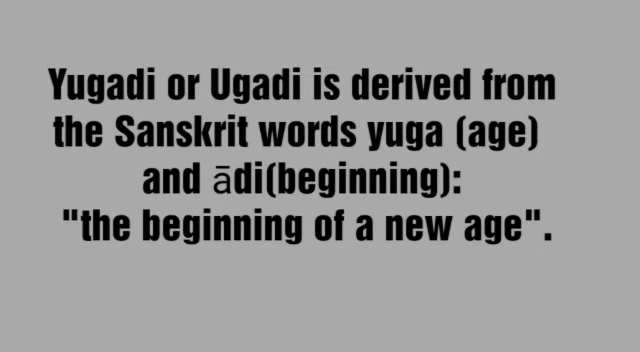 Yugadi or Ugadi is derived from
the Sanskrit words yuga (age)
and ādi(beginning):
"the beginning of a new age".